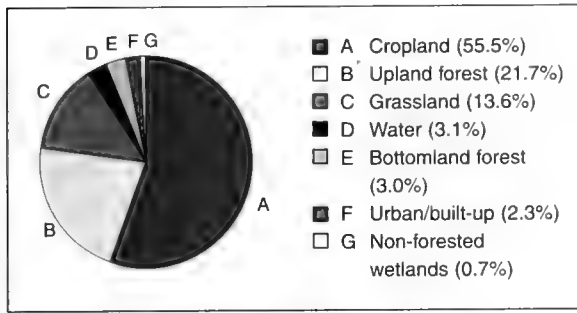 A Cropland (55.5%)
B Upland forest (21.7%)
C Grassland (13.6%)
D Water (3.1%)
E Bottomland forest
(3.0%)
F Urban/built-up (2.3%)
G Non-forested
wetlands (0.7%)
G
F
E
D
C
B
A